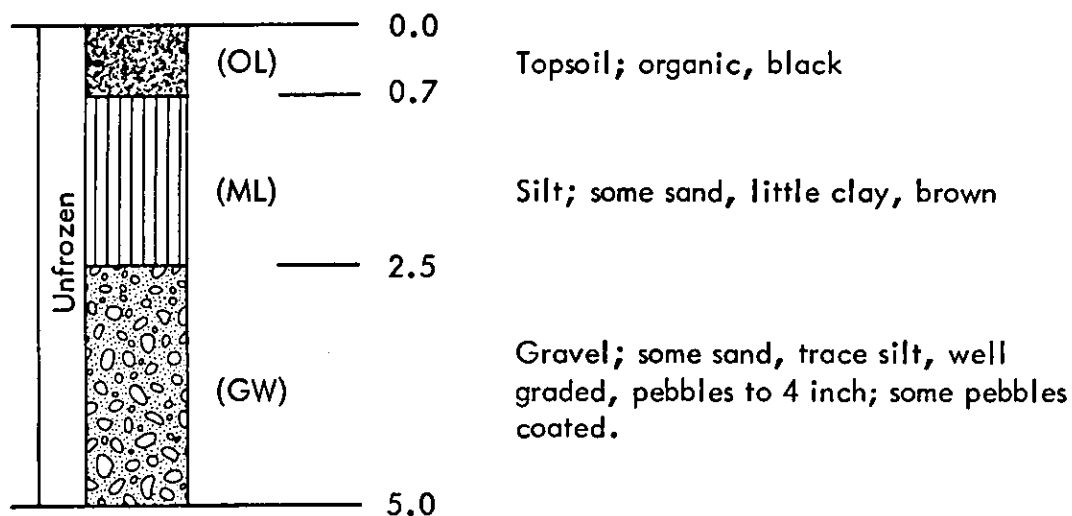 0.0
(OL) Topsoil; organic, black
0.7
Unfrozen
(ML) Silt; some sand, little clay, brown
2.5
(GW) Gravel; some sand, trace silt, well
graded, pebbles to 4 inch; some pebbles
coated.
5.0